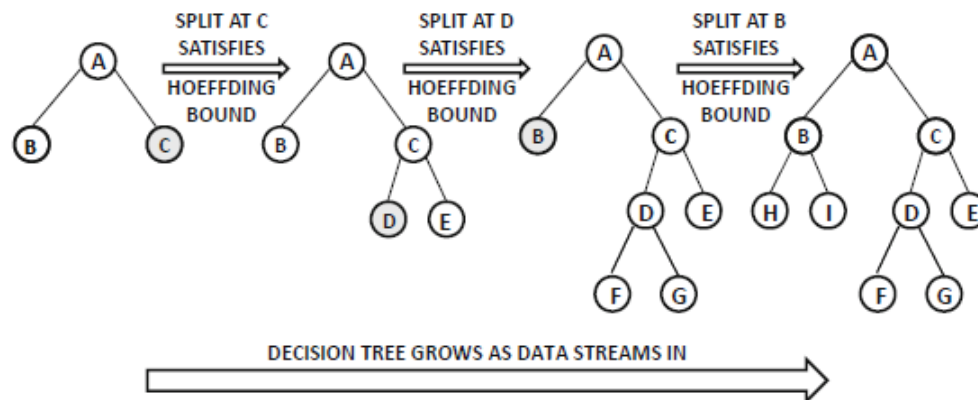 SPLIT AT C
SATISFIES
HOEFFDING
BOUND
SPLIT AT D
SATISFIES
HOEFFDING
BOUND
SPLIT AT B
SATISFIES
HOEFFDING
BOUND
A
B C
A
B C
D E
A
B C
D E
F G
A
B C
H I D E
F G
DECISION TREE GROWS AS DATA STREAMS IN